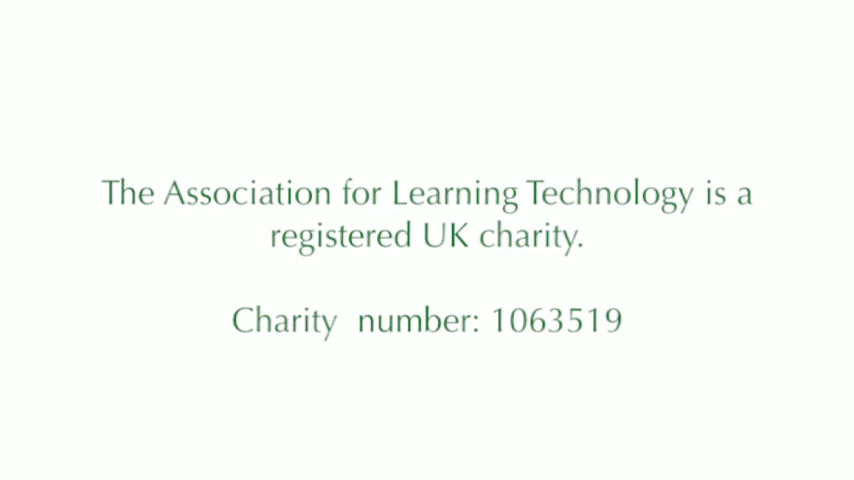 The Association for Learning Technology is a
registered UK charity.
Charity number: 1063519